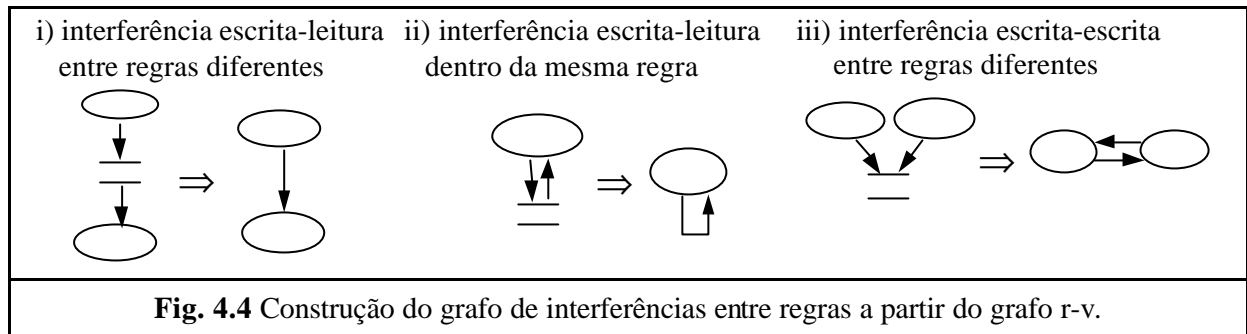 i) interferência escrita-leitura
entre regras diferentes
ii) interferência escrita-leitura
dentro da mesma regra
iii) interferência escrita-escrita
entre regras diferentes
⇒
⇒
⇒
Fig. 4.4 Construção do grafo de interferências entre regras a partir do grafo r-v.